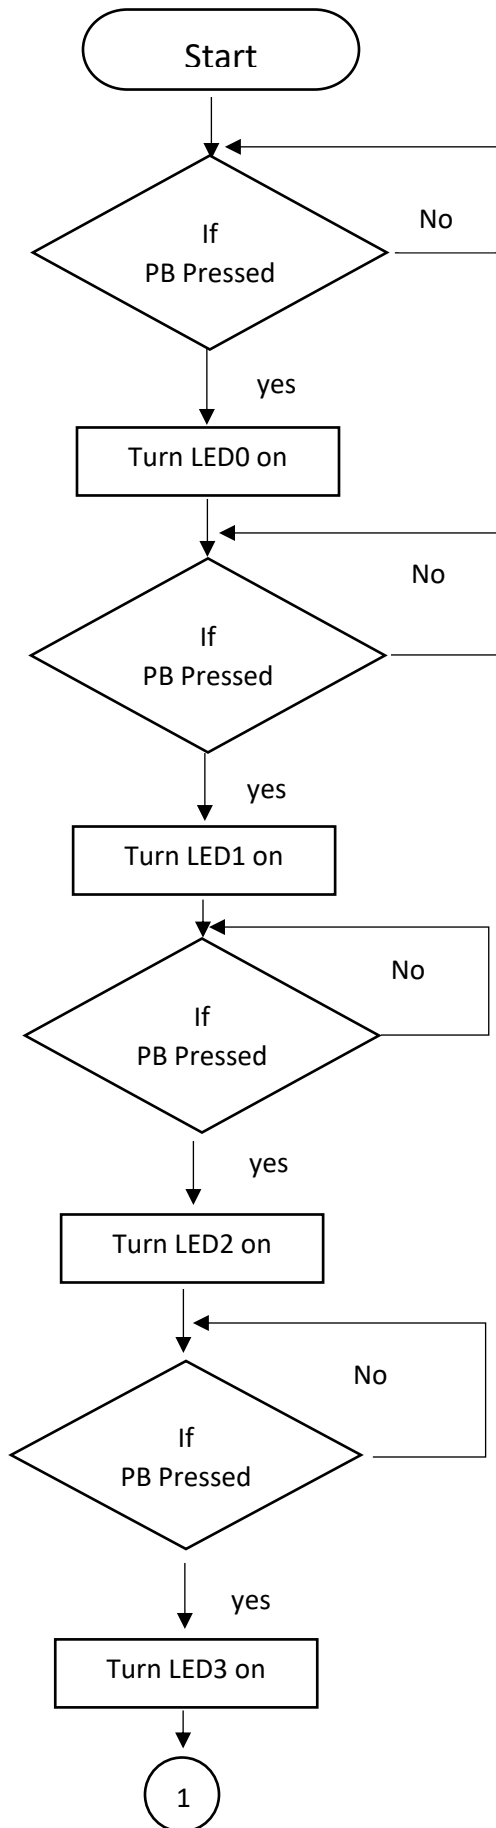 Start
If
PB Pressed
No
yes
Turn LED0 on
No
If
PB Pressed
yes
Turn LED1 on
No
If
PB Pressed
yes
Turn LED2 on
No
If
PB Pressed
yes
Turn LED3 on
1